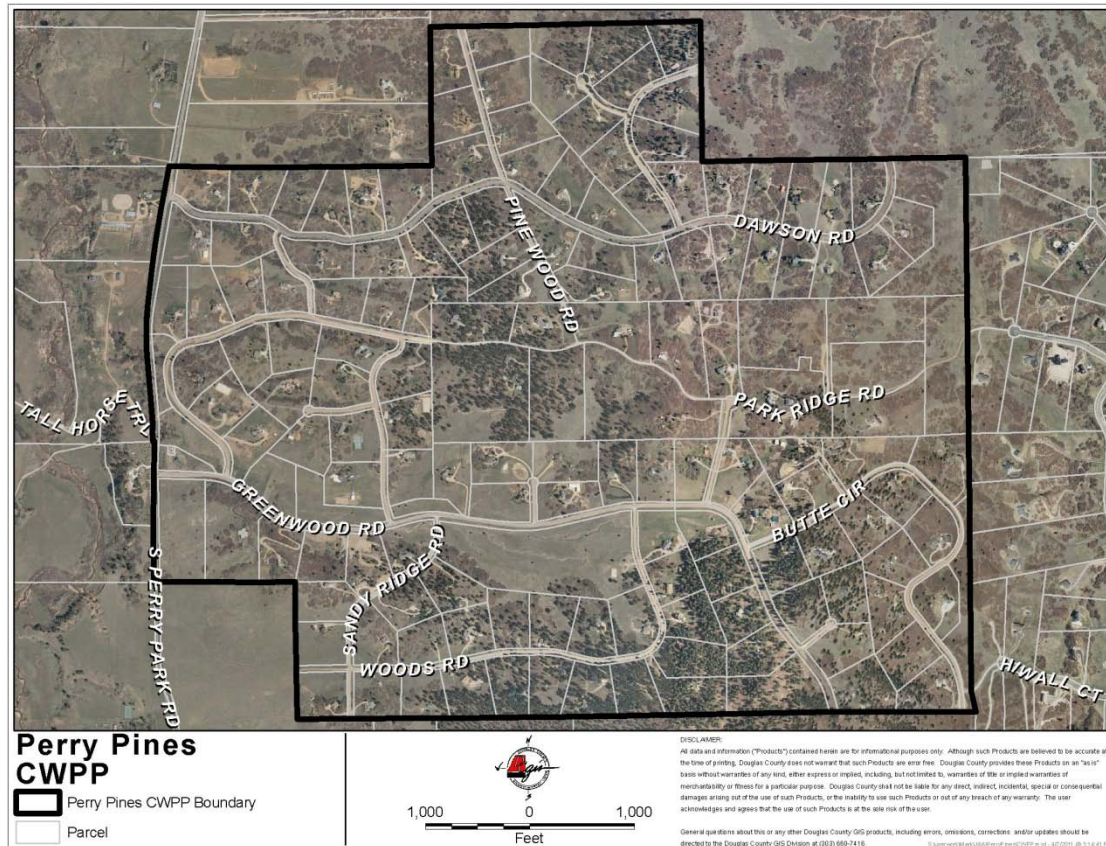 PINE WOOD RD
DAWSON RD
PARK RIDGE RD
TALL HORSE TRL
GREENWOOD RD
BUTTE CIR
S PERRY PARK RD
SANDY RIDGE RD
WOODS RD
HIWALL CT
Perry Pines
CWPP
Perry Pines CWPP Boundary
Parcel
1,000 0 1,000
Feet
DISCLAIMER:
All data and information ("Products") contained herein are for informational purposes only. Although such Products are believed to be accurate at
the time of printing, Douglas County does not warrant that such Products are error free. Douglas County provides these Products on an "as is"
basis without warranties of any kind, either express or implied, including, but not limited to, warranties of title or implied warranties of
merchantability or fitness for a particular purpose. Douglas County shall not be liable for any direct, indirect, incidental, special or consequential
damages arising out of the use of such Products, or the inability to use such Products or out of any breach of any warranty. The user
acknowledges and agrees that the use of such Products is at the sole risk of the user.
General questions about this or any other Douglas County GIS products, including errors, omissions, corrections and/or updates should be
directed to the Douglas County GIS Division at (303) 660-7416.